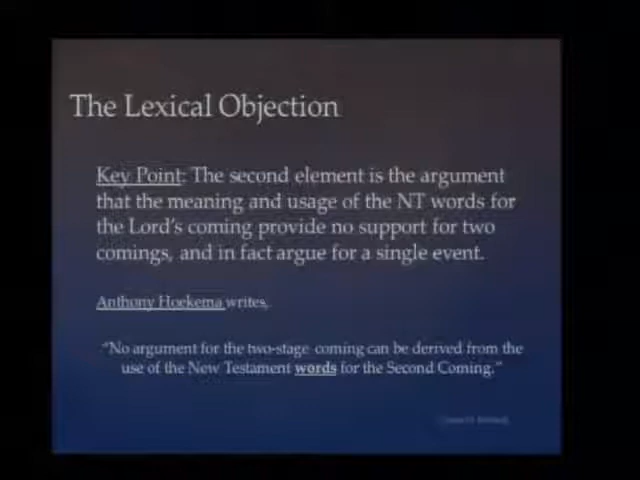 The Lexical Objection
Key Point: The second element is the argument
that the meaning and usage of the NT words for
the Lord's coming provide no support for two
comings, and in fact argue for a single event.
Anthony Hoekema writes,
"No argument for the two-stage coming can be derived from the
use of the New Testament words for the Second Coming."